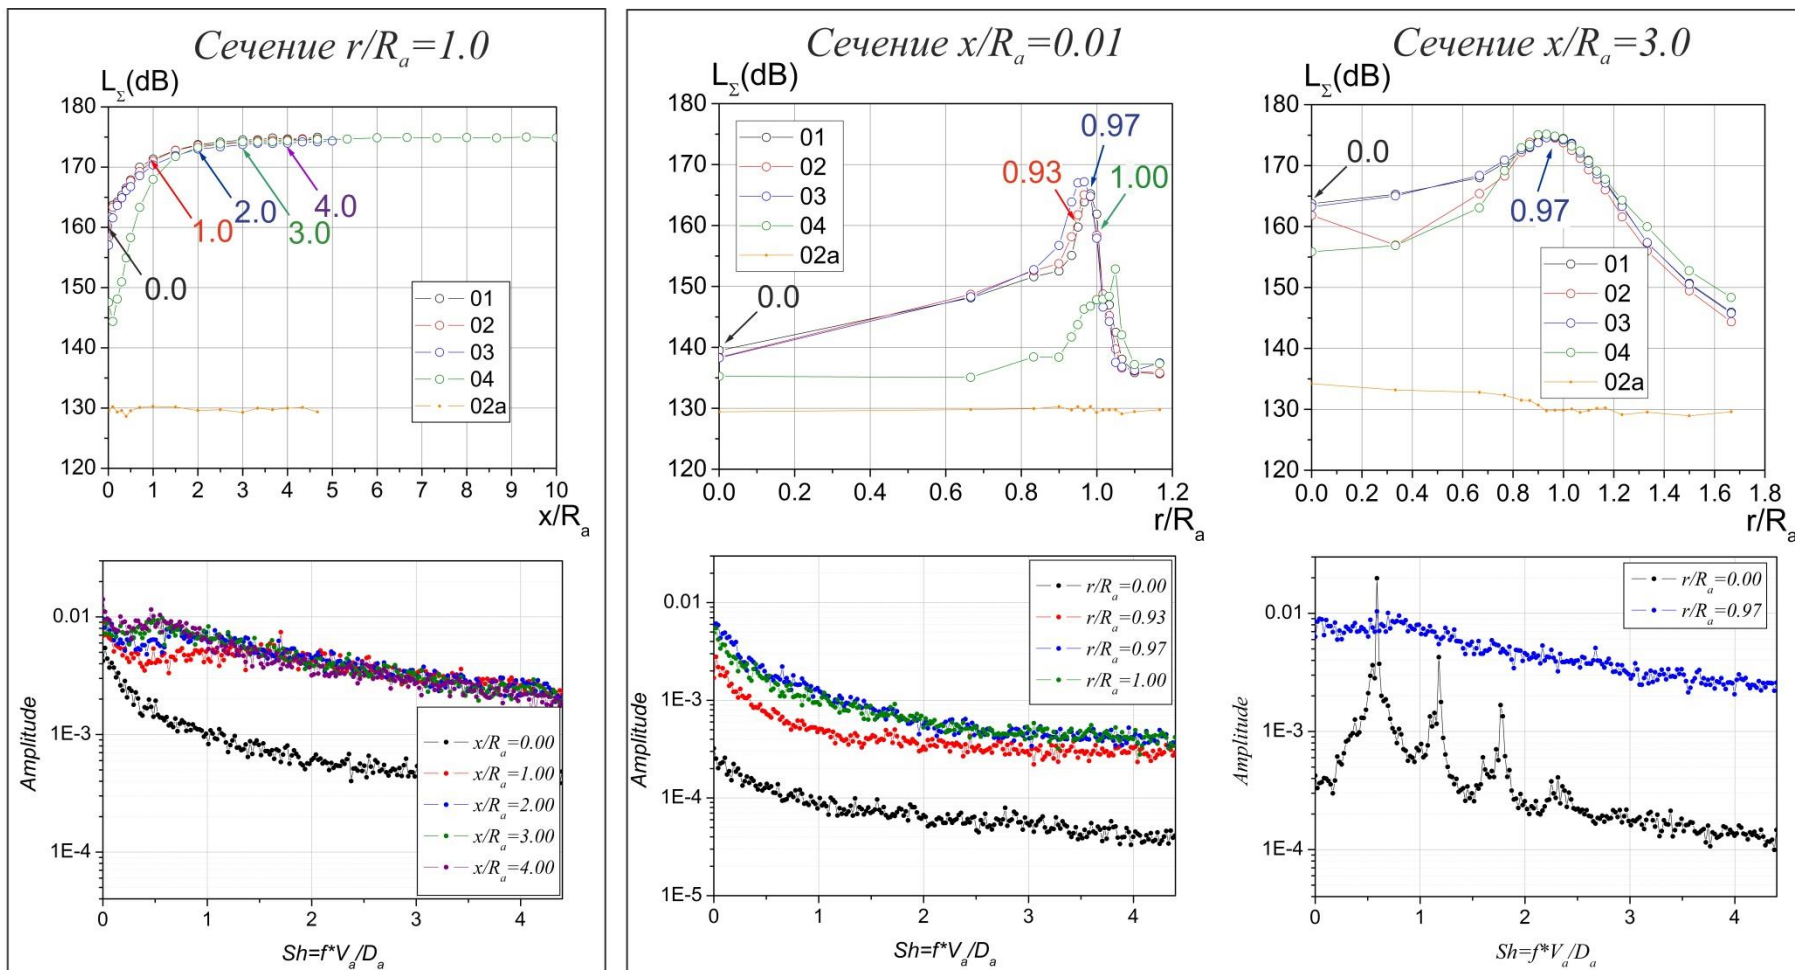 Сечение r/Rₐ=1.0
L_Σ(dB)
180
170
160
150
140
130
120
0.0
1.0
2.0
3.0
4.0
01
02
03
04
02a
0 1 2 3 4 5 6 7 8 9 10
x/Rₐ
0.01
1E-3
1E-4
Amplitude
x/Rₐ=0.00
x/Rₐ=1.00
x/Rₐ=2.00
x/Rₐ=3.00
x/Rₐ=4.00
0 1 2 3 4
Sh=f*Vₐ/Dₐ
Сечение x/Rₐ=0.01
L_Σ(dB)
180
170
160
150
140
130
120
01
02
03
04
02a
0.97
0.93
1.00
0.0
0.0 0.2 0.4 0.6 0.8 1.0 1.2
r/Rₐ
0.01
1E-3
1E-4
1E-5
Amplitude
r/Rₐ=0.00
r/Rₐ=0.93
r/Rₐ=0.97
r/Rₐ=1.00
0 1 2 3 4
Sh=f*Vₐ/Dₐ
Сечение x/Rₐ=3.0
L_Σ(dB)
180
170
160
150
140
130
120
0.0
0.97
01
02
03
04
02a
0.0 0.2 0.4 0.6 0.8 1.0 1.2 1.4 1.6 1.8
r/Rₐ
0.01
1E-3
1E-4
Amplitude
r/Rₐ=0.00
r/Rₐ=0.97
0 1 2 3 4
Sh=f*Vₐ/Dₐ